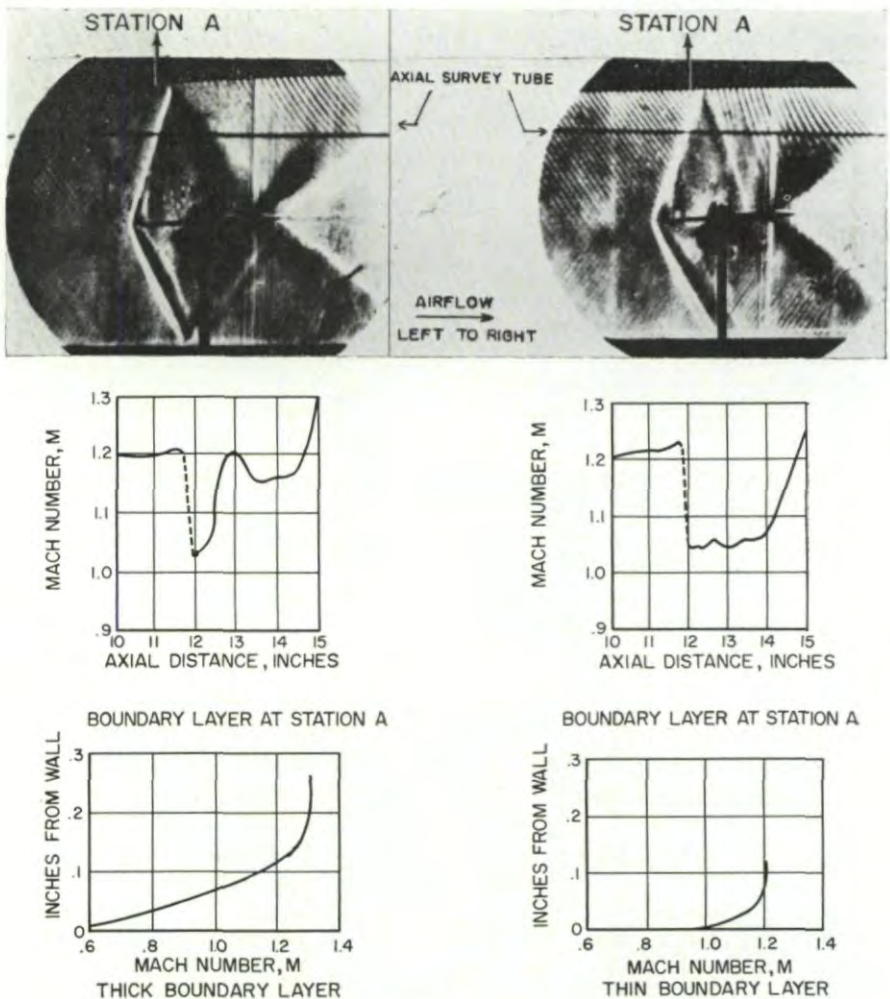 STATION A
STATION A
AXIAL SURVEY TUBE
AIRFLOW
LEFT TO RIGHT
MACH NUMBER, M
1.3
1.2
1.1
1.0
.9
10 11 12 13 14 15
AXIAL DISTANCE, INCHES
MACH NUMBER, M
1.3
1.2
1.1
1.0
.9
10 11 12 13 14 15
AXIAL DISTANCE, INCHES
BOUNDARY LAYER AT STATION A
INCHES FROM WALL
.3
.2
.1
0
.6 .8 1.0 1.2 1.4
MACH NUMBER, M
THICK BOUNDARY LAYER
BOUNDARY LAYER AT STATION A
INCHES FROM WALL
.3
.2
.1
0
.6 .8 1.0 1.2 1.4
MACH NUMBER, M
THIN BOUNDARY LAYER